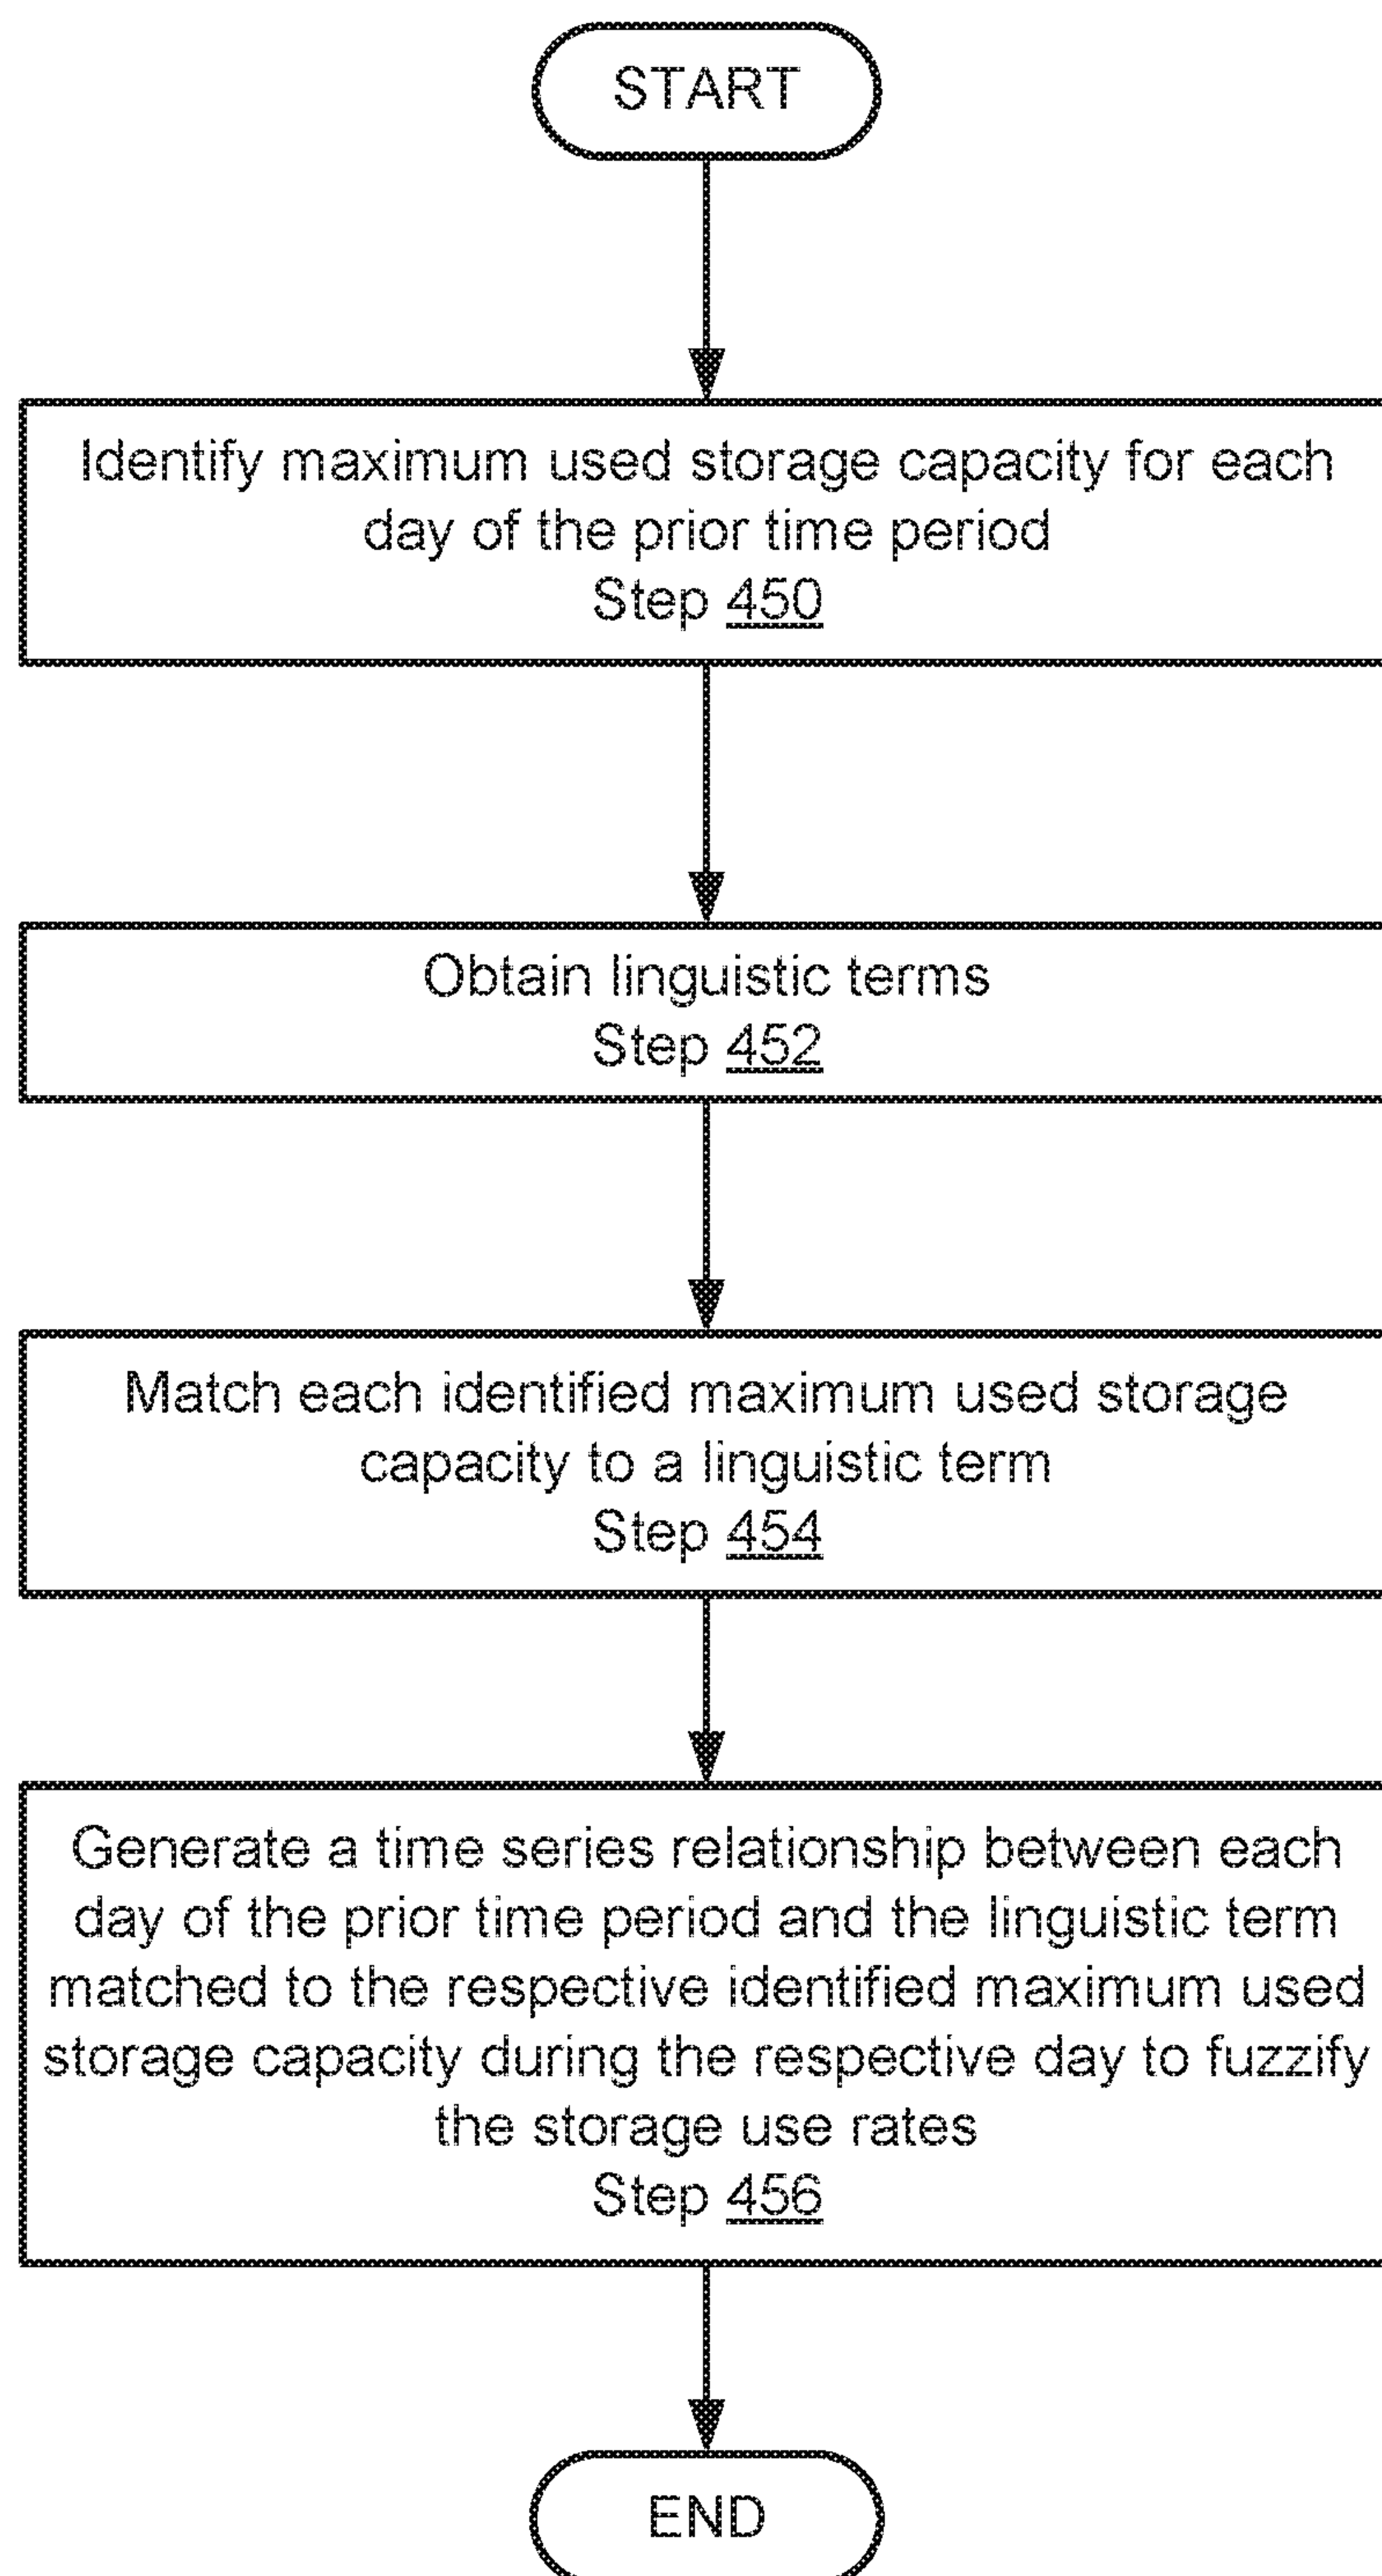 START
Identify maximum used storage capacity for each
day of the prior time period
Step 450
Obtain linguistic terms
Step 452
Match each identified maximum used storage
capacity to a linguistic term
Step 454
Generate a time series relationship between each
day of the prior time period and the linguistic term
matched to the respective identified maximum used
storage capacity during the respective day to fuzzify
the storage use rates
Step 456
END